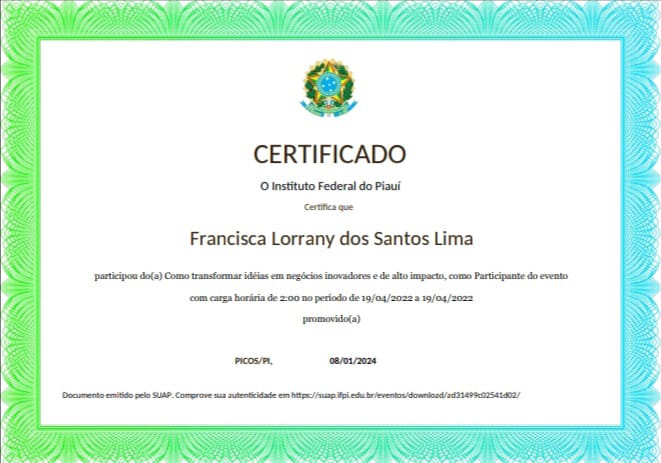 CERTIFICADO
O Instituto Federal do Piauí
Certifica que
Francisca Lorrany dos Santos Lima
participou do(a) Como transformar idéias em negócios inovadores e de alto impacto, como Participante do evento
com carga horária de 2:00 no período de 19/04/2022 a 19/04/2022
promovido(a)
PICOS/PI, 08/01/2024
Documento emitido pelo SUAP. Comprove sua autenticidade em https://suap.ifpi.edu.br/eventos/download/ad31499c02541d02/